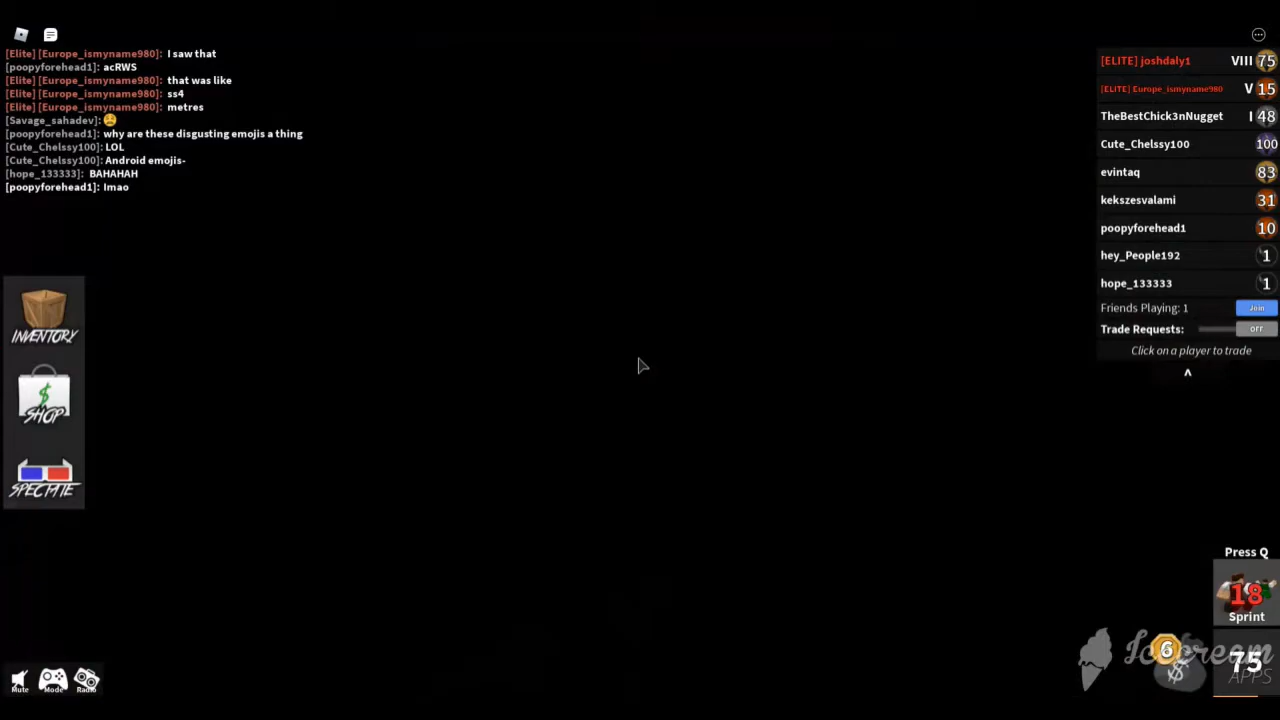 [Elite] [Europe_ismyname980]: I saw that
[poopyforehead1]: acRWS
[Elite] [Europe_ismyname980]: that was like
[Elite] [Europe_ismyname980]: ss4
[Elite] [Europe_ismyname980]: metres
[Savage_sahadev]: 😩
[poopyforehead1]: why are these disgusting emojis a thing
[Cute_Chelssy100]: LOL
[Cute_Chelssy100]: Android emojis-
[hope_133333]: BAHAHAH
[poopyforehead1]: lmao
INVENTORY
$
SHOP
SPECTATE
Mute
Mode
Radio
[ELITE] joshdaly1 VIII 75
[ELITE] Europe_ismyname980 V 15
TheBestChick3nNugget I 48
Cute_Chelssy100 100
evintaq 83
kekszesvalami 31
poopyforehead1 10
hey_People192 1
hope_133333 1
Friends Playing: 1 Join
Trade Requests: OFF
Click on a player to trade
^
Press Q
18
Sprint
6
$
75
Icecream
APPS